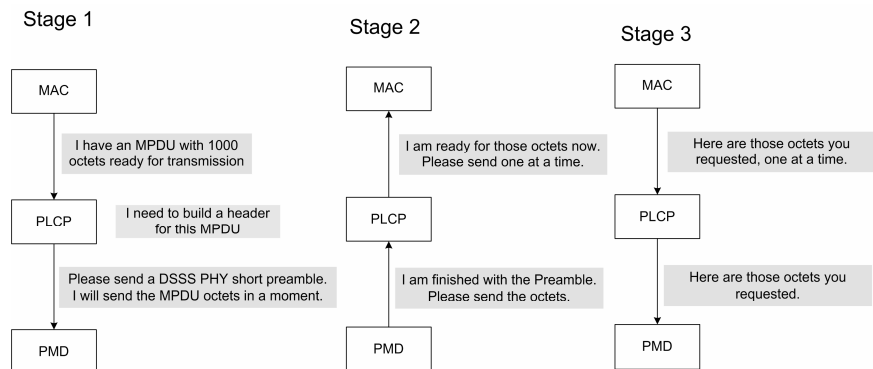 Stage 1
MAC
I have an MPDU with 1000
octets ready for transmission
PLCP
I need to build a header
for this MPDU
Please send a DSSS PHY short preamble.
I will send the MPDU octets in a moment.
PMD
Stage 2
MAC
I am ready for those octets now.
Please send one at a time.
PLCP
I am finished with the Preamble.
Please send the octets.
PMD
Stage 3
MAC
Here are those octets you
requested, one at a time.
PLCP
Here are those octets you
requested.
PMD